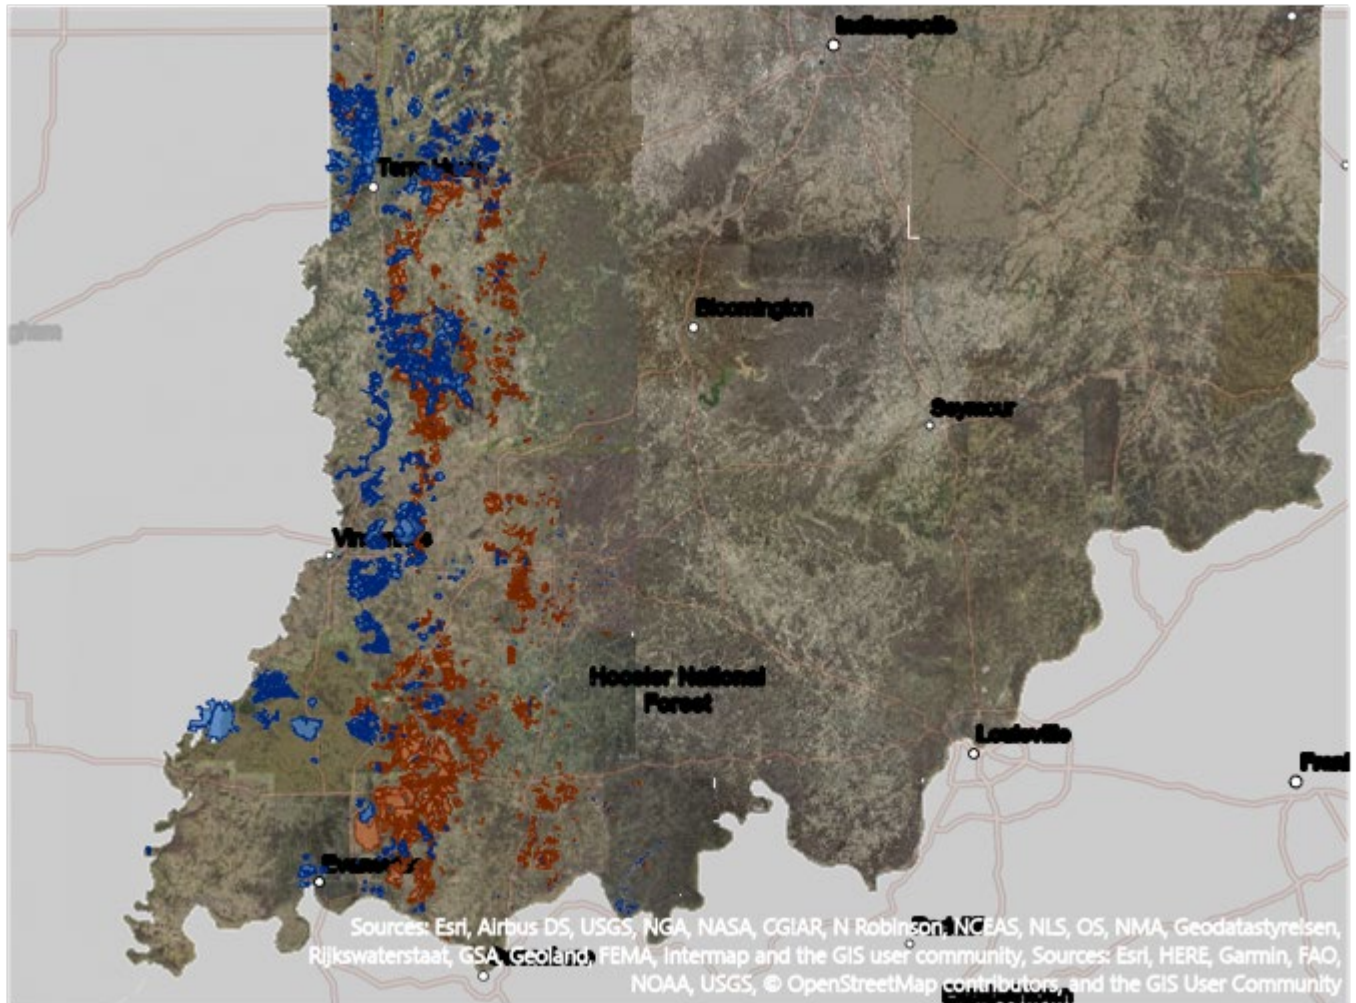 Indianapolis
Terre Haute
Bloomington
Seymour
Hoosier National
Forest
Louisville
Sources: Esri, Airbus DS, USGS, NGA, NASA, CGIAR, N Robinson, NCEAS, NLS, OS, NMA, Geodatastyrelsen,
Rijkswaterstaat, GSA, Geoland, FEMA, Intermap and the GIS user community, Sources: Esri, HERE, Garmin, FAO,
NOAA, USGS, © OpenStreetMap contributors, and the GIS User Community